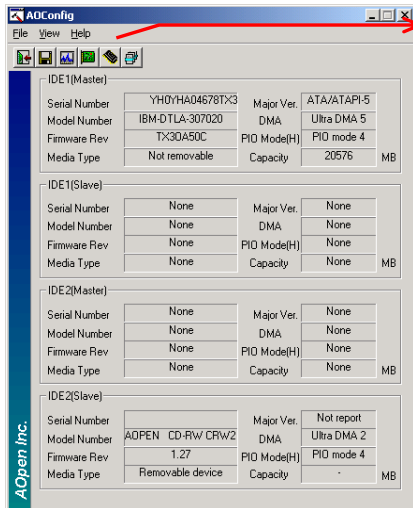 AOConfig
File View Help
IDE1(Master)
Serial Number YH0YHA04678TX3 Major Ver. ATA/ATAPI-5
Model Number IBM-DTLA-307020 DMA Ultra DMA 5
Firmware Rev TX3OA50C PIO Mode(H) PIO mode 4
Media Type Not removable Capacity 20576 MB
IDE1(Slave)
Serial Number None Major Ver. None
Model Number None DMA None
Firmware Rev None PIO Mode(H) None
Media Type None Capacity None MB
IDE2(Master)
Serial Number None Major Ver. None
Model Number None DMA None
Firmware Rev None PIO Mode(H) None
Media Type None Capacity None MB
IDE2(Slave)
Serial Number Major Ver. Not report
Model Number AOPEN CD-RW CRW2 DMA Ultra DMA 2
Firmware Rev 1.27 PIO Mode(H) PIO mode 4
Media Type Removable device Capacity - MB
AOpen Inc.